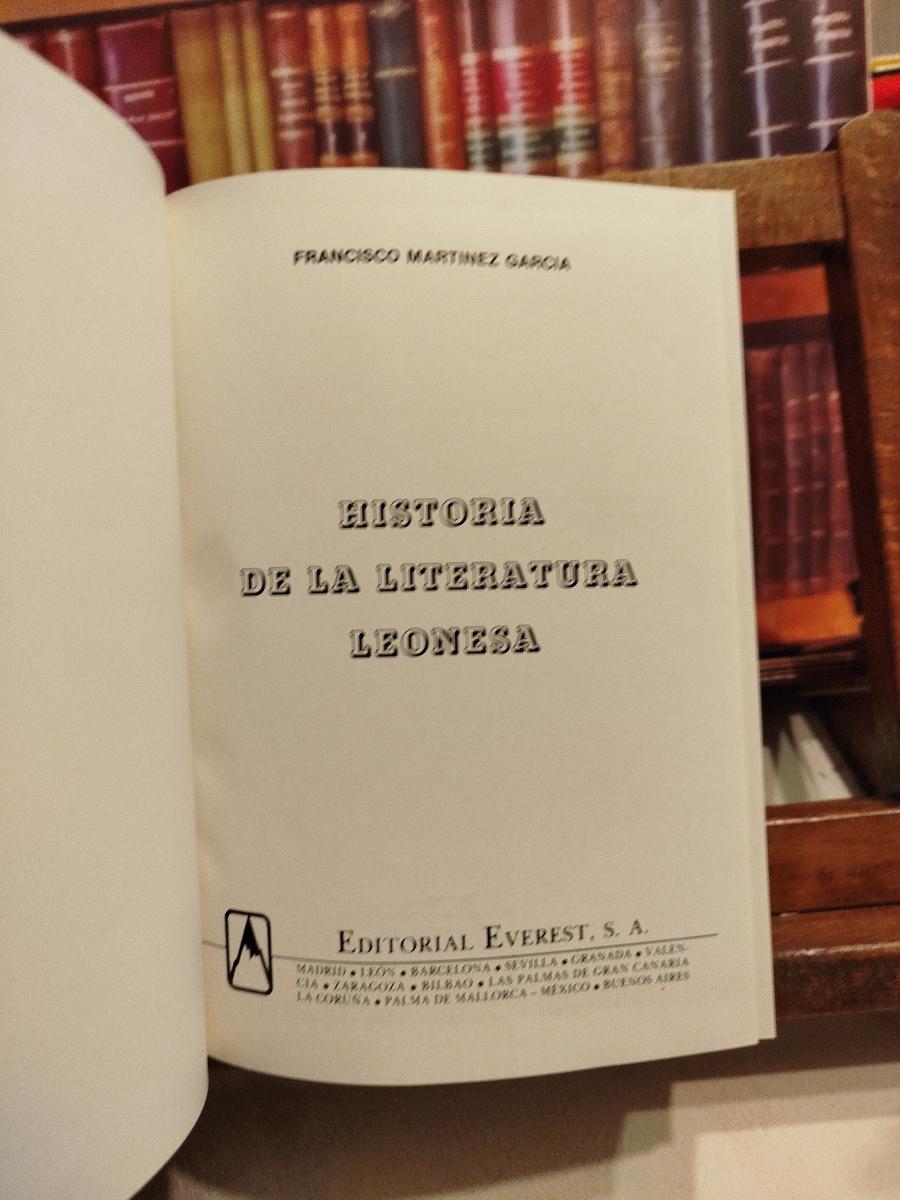 FRANCISCO MARTINEZ GARCIA
HISTORIA
DE LA LITERATURA
LEONESA
EDITORIAL EVEREST, S. A.
MADRID • LEÓN • BARCELONA • SEVILLA • GRANADA • VALEN-
CIA • ZARAGOZA • BILBAO • LAS PALMAS DE GRAN CANARIA
LA CORUÑA • PALMA DE MALLORCA – MÉXICO • BUENOS AIRES